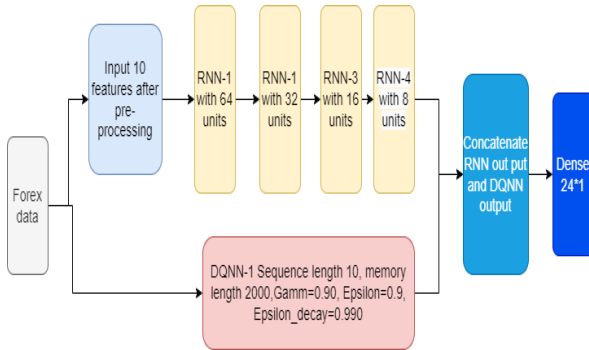 Forex
data
Input 10
features after
pre-
processing
RNN-1
with 64
units
RNN-1
with 32
units
RNN-3
with 16
units
RNN-4
with 8
units
DQNN-1 Sequence length 10, memory
length 2000,Gamm=0.90, Epsilon=0.9,
Epsilon_decay=0.990
Concatenate
RNN out put
and DQNN
output
Dense
24*1